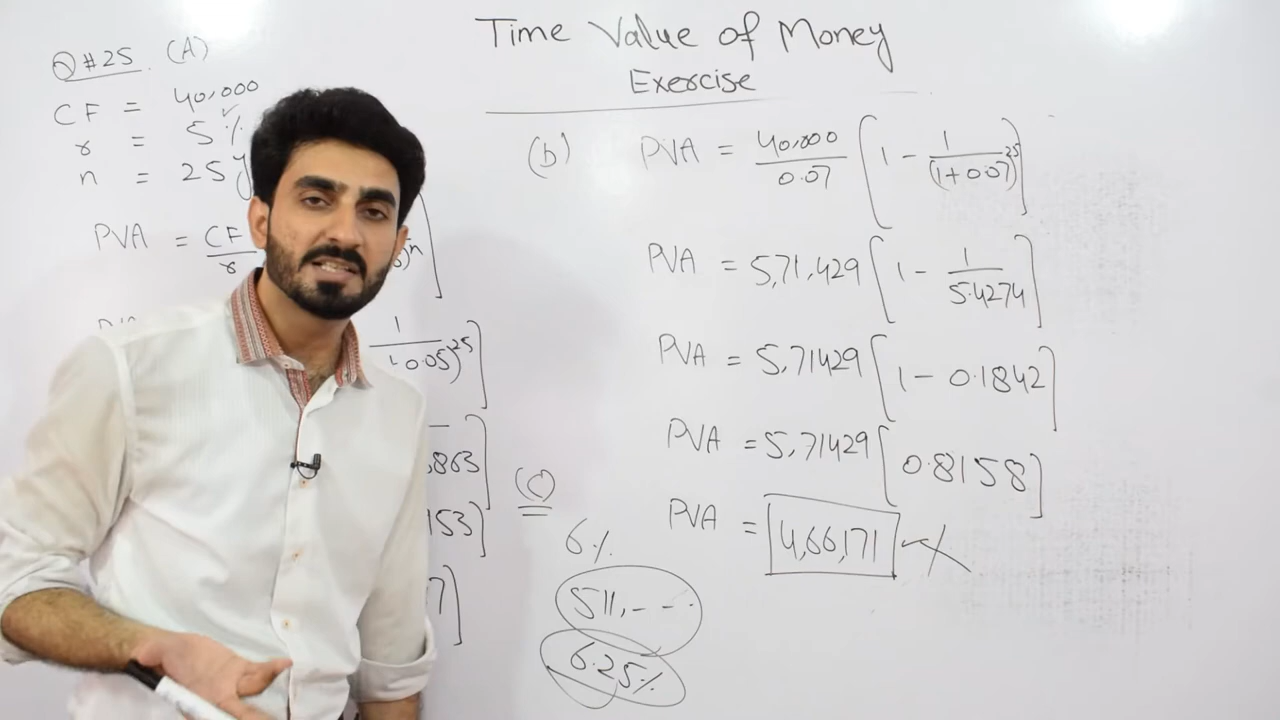 Time Value of Money
Exercise
Q#25 (A)
CF = 40,000
r = 5%
n = 25y
PVA = CF/r )^n]
1/( 0.05)^25]
863]
153]
7)]
(b) PVA = 40,000/0.07 [1 - 1/(1+0.07)^25]
PVA = 5,71,429 [1 - 1/5.4274]
PVA = 5,71429 [1 - 0.1842]
PVA = 5,71429 [0.8158]
PVA = 4,66,171
(C)
6%
511,---
6.25%